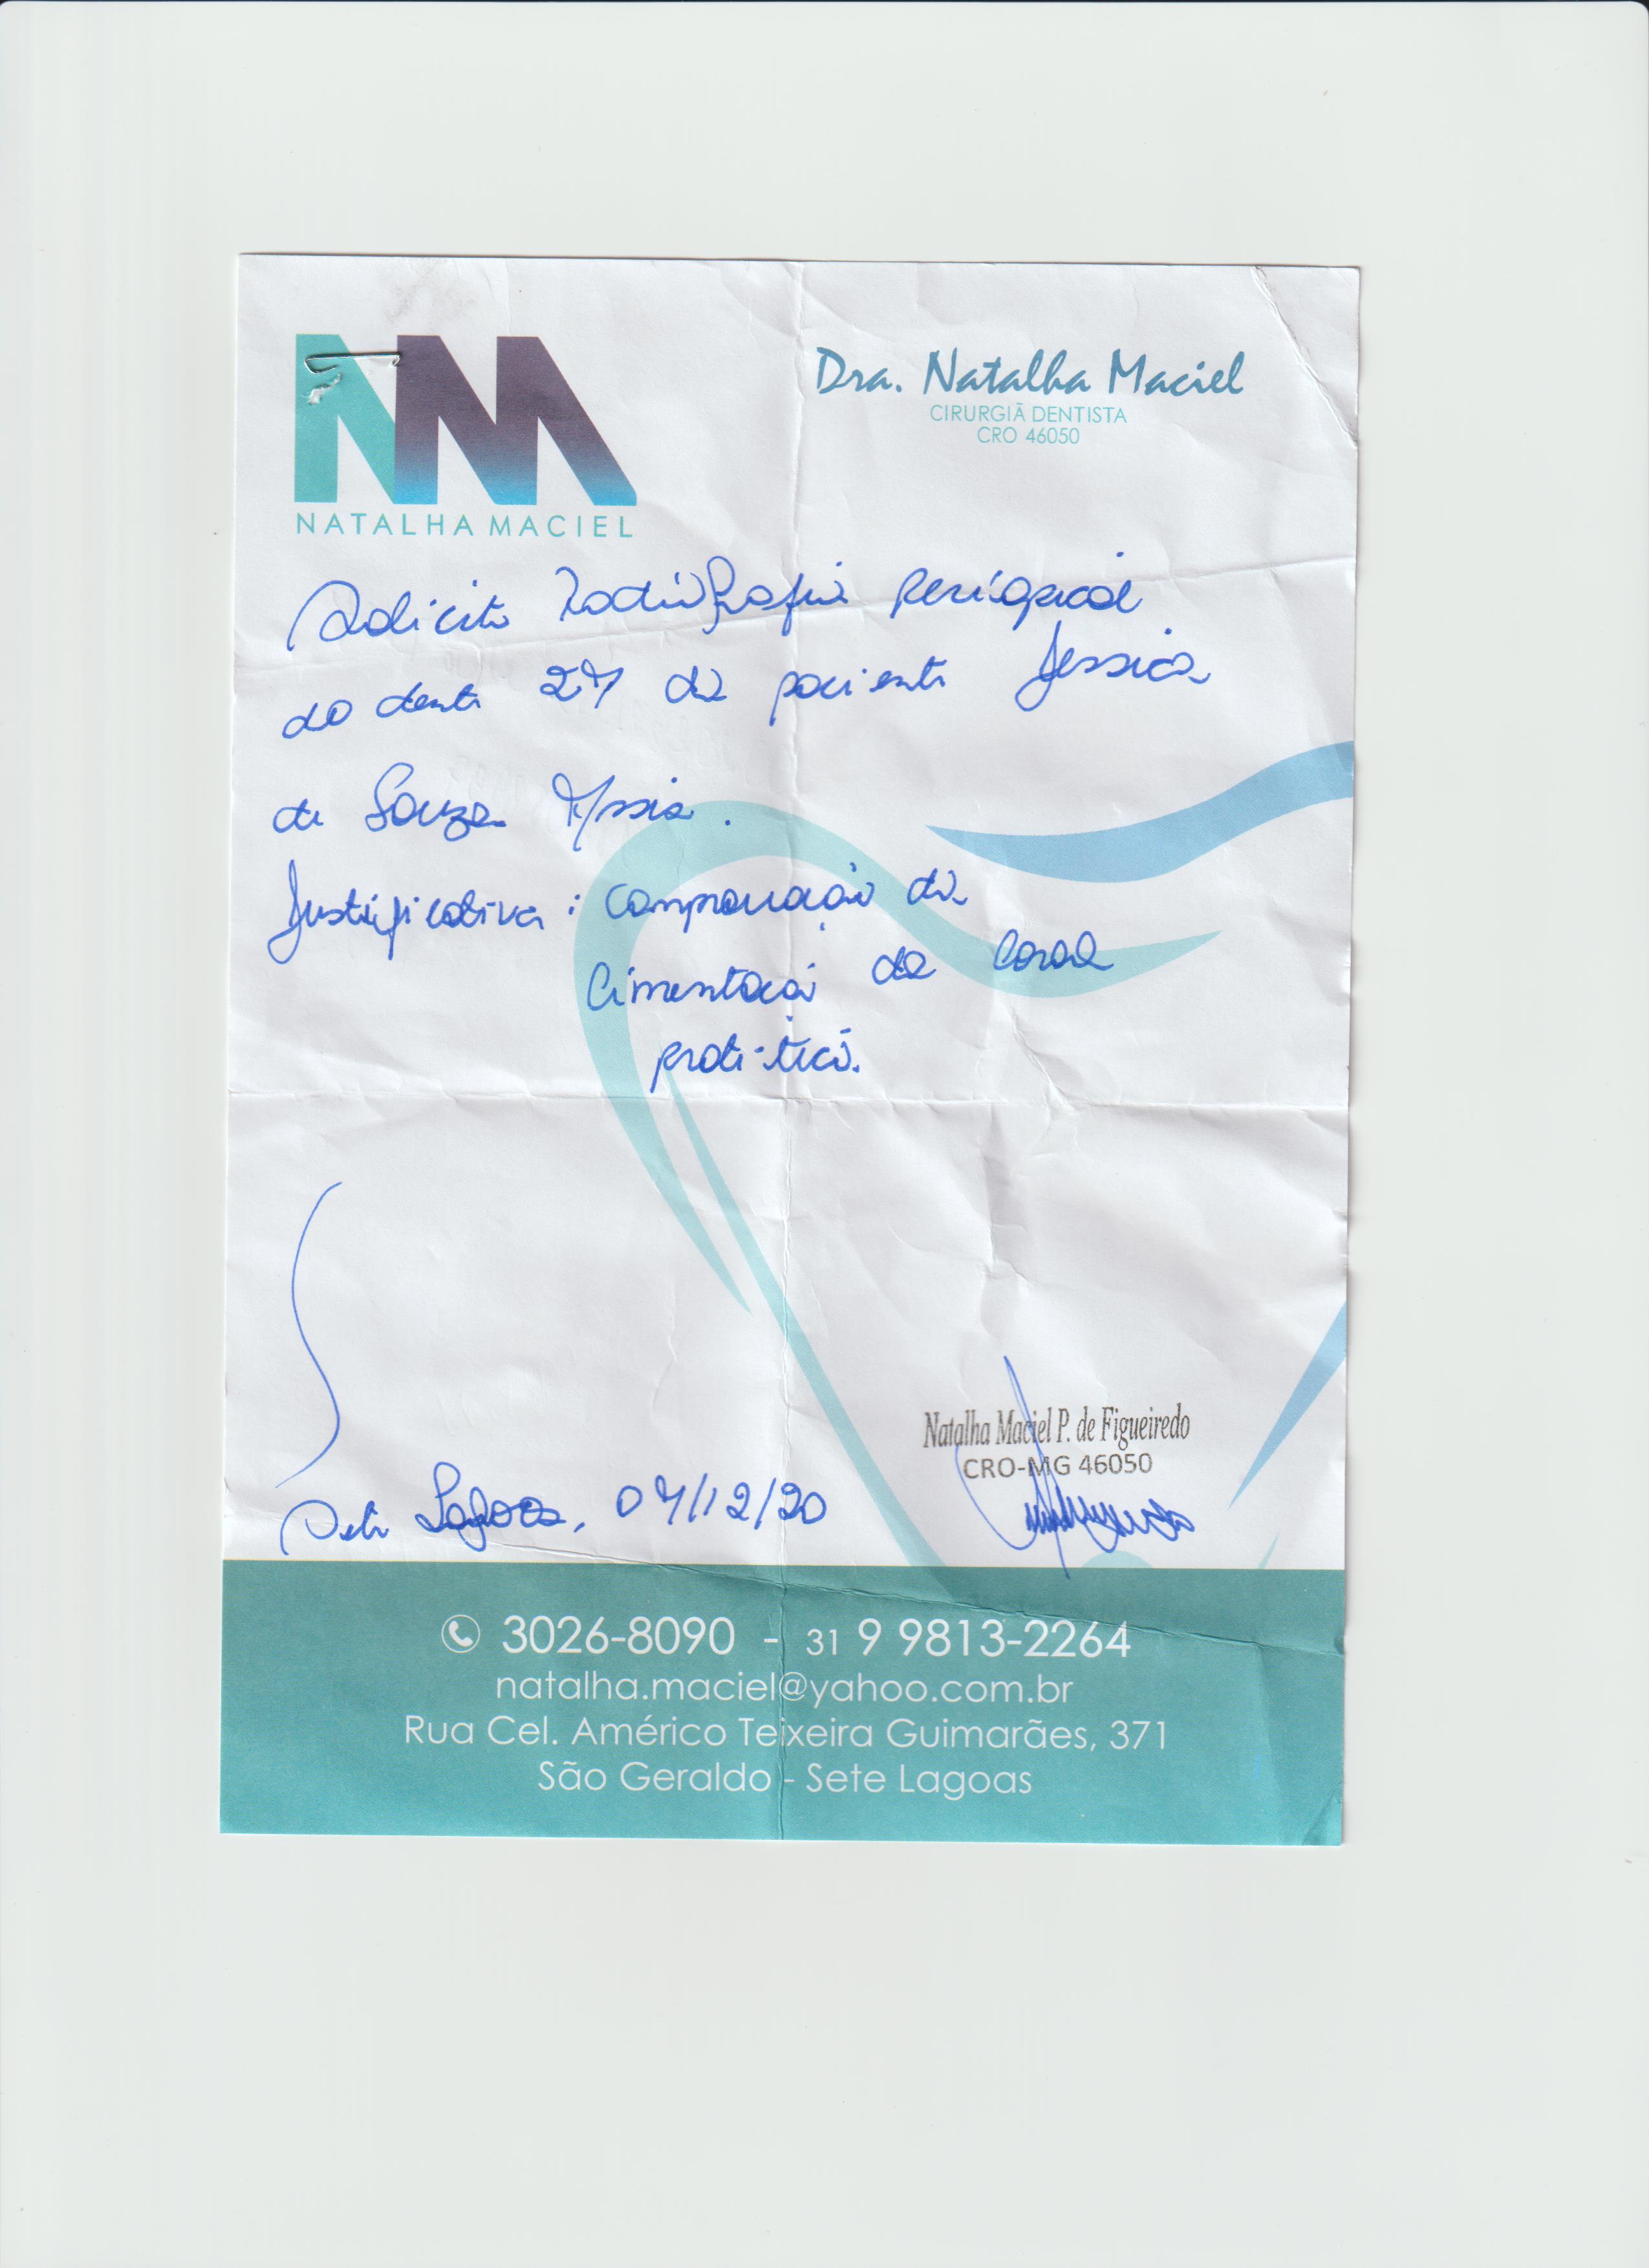 NM
NATALHA MACIEL
Dra. Natalha Maciel
CIRURGIÃ DENTISTA
CRO 46050
Solicito Radiografia periapical
do dente 27 da paciente Jessica
de Souza Assis.
Justificativa: Comprovação da
Cimentação da Coroa
protética.
Sete Lagoas, 07/12/20
Natalha Maciel P. de Figueiredo
CRO-MG 46050
3026-8090 - 31 9 9813-2264
natalha.maciel@yahoo.com.br
Rua Cel. Américo Teixeira Guimarães, 371
São Geraldo - Sete Lagoas